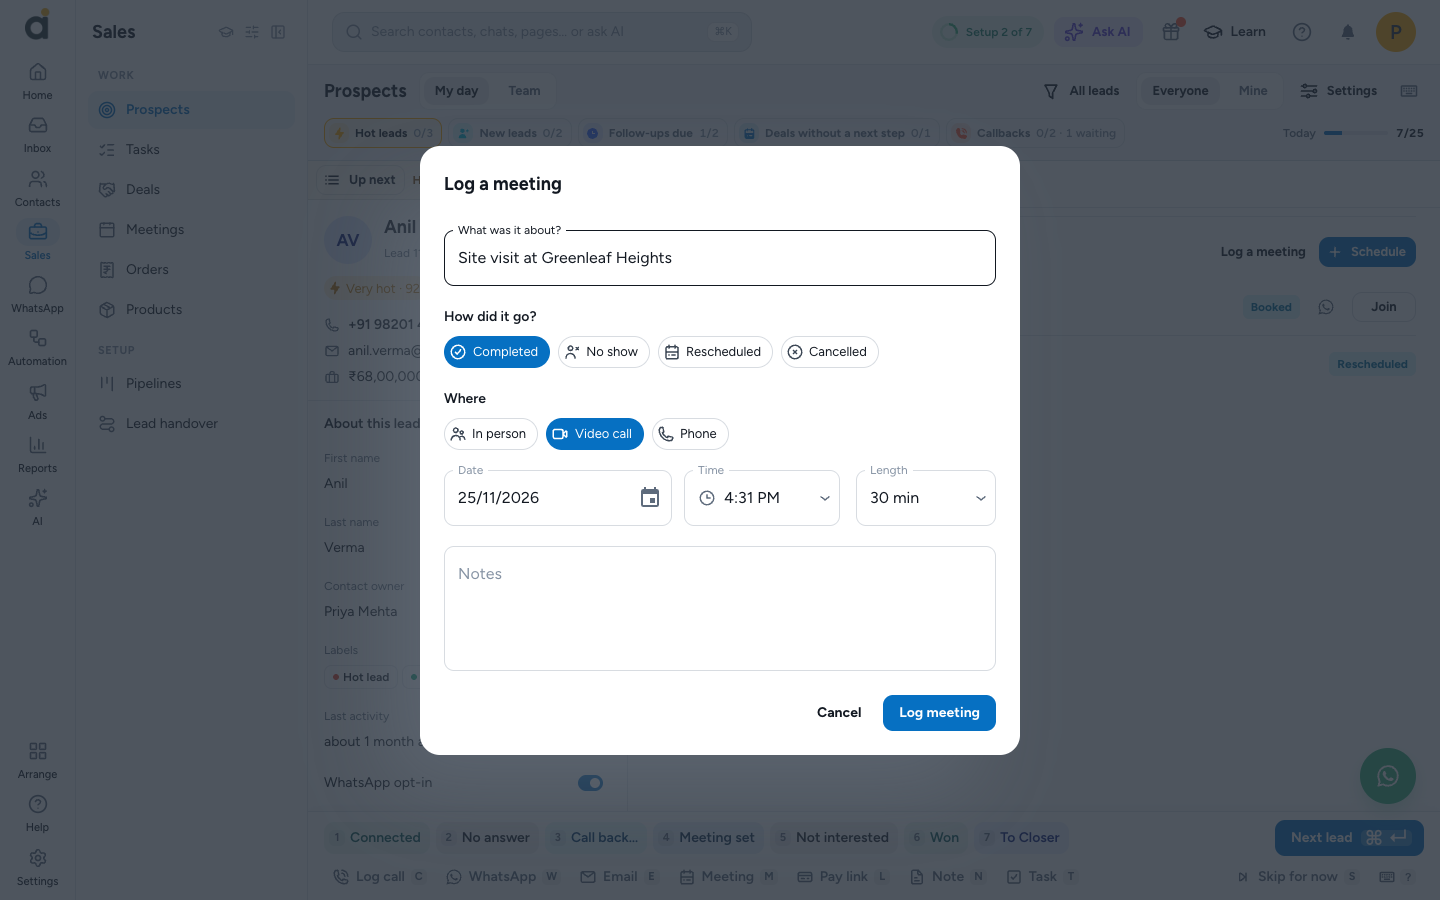 Sales
Search contacts, chats, pages... or ask AI
⌘K
Setup 2 of 7
Ask AI
Learn
P
Home
Inbox
Contacts
Sales
WhatsApp
Automation
Ads
Reports
AI
Arrange
Help
Settings
WORK
Prospects
Tasks
Deals
Meetings
Orders
Products
SETUP
Pipelines
Lead handover
Prospects
My day
Team
All leads
Everyone
Mine
Settings
Hot leads 0/3
New leads 0/2
Follow-ups due 1/2
Deals without a next step 0/1
Callbacks 0/2 · 1 waiting
Today
7/25
Up next
AV
Anil
Lead
Very hot · 92
+91 98201
anil.verma@
₹68,00,000
About this lead
First name
Anil
Last name
Verma
Contact owner
Priya Mehta
Labels
Hot lead
Last activity
about 1 month
WhatsApp opt-in
Log a meeting
Schedule
Booked
Join
Rescheduled
Log a meeting
What was it about?
Site visit at Greenleaf Heights
How did it go?
Completed
No show
Rescheduled
Cancelled
Where
In person
Video call
Phone
Date
25/11/2026
Time
4:31 PM
Length
30 min
Notes
Cancel
Log meeting
1 Connected
2 No answer
3 Call back...
4 Meeting set
5 Not interested
6 Won
7 To Closer
Next lead ⌘ ↵
Log call C
WhatsApp W
Email E
Meeting M
Pay link L
Note N
Task T
Skip for now S
?